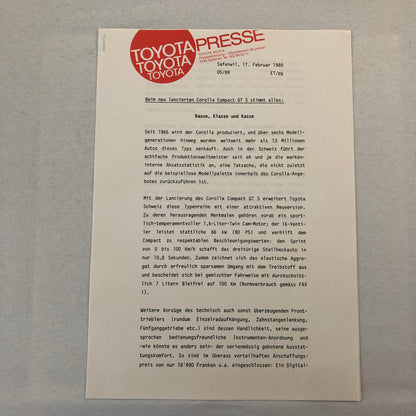 TOYOTA PRESSE
TOYOTA
TOYOTA
TOYOTA
Safenwil, 17. Februar 1989
05/89 ET/pg
Beim neu lancierten Corolla Compact GT S stimmt alles:
Rasse, Klasse und Kasse
Seit 1966 wird der Corolla produziert, und über sechs Modell-
generationen hinweg wurden weltweit mehr als 13 Millionen
Autos dieses Typs verkauft. Auch in der Schweiz führt der
achtfache Produktionsweltmeister seit eh und je die marken-
interne Absatzstatistik an, eine Tatsache, die nicht zuletzt
auf die beispiellose Modellpalette innerhalb des Corolla-Ange-
botes zurückzuführen ist.
Mit der Lancierung des Corolla Compact GT S erweitert Toyota
Schweiz diese Typenreihe mit einer attraktiven Neuversion.
Zu deren herausragenden Merkmalen gehören vorab ein sport-
lich-temperamentvoller 1,6-Liter-Twin Cam-Motor; der 16-Venti-
ler leistet stattliche 66 kW (90 PS) und verhilft dem
Compact zu respektablen Beschleunigungswerten: den Sprint
von 0 bis 100 Km/h schafft das dreitürige Steilheckauto in
nur 10,8 Sekunden. Zudem zeichnet sich das elastische Aggre-
gat durch erfreulich sparsamen Umgang mit dem Treibstoff aus
und bescheidet sich bei gemischter Fahrweise mit durchschnitt-
lich 7 Litern Bleifrei auf 100 Km (Normverbrauch gemäss FAV
1).
Weitere Vorzüge des technisch auch sonst überzeugenden Front-
trieblers (rundum Einzelradaufhängung, Zahnstangenlenkung,
Fünfganggetriebe etc.) sind dessen Handlichkeit, seine ausge-
sprochen bedienungsfreundliche Instrumenten-Anordnung und
-wie könnte es anders sein- der serienmässig gebotene Ausstat-
tungskomfort. So sind im überaus vorteilhaften Anschaffungs-
preis von nur 18'490 Franken u.a. eingeschlossen: Ein Digital-